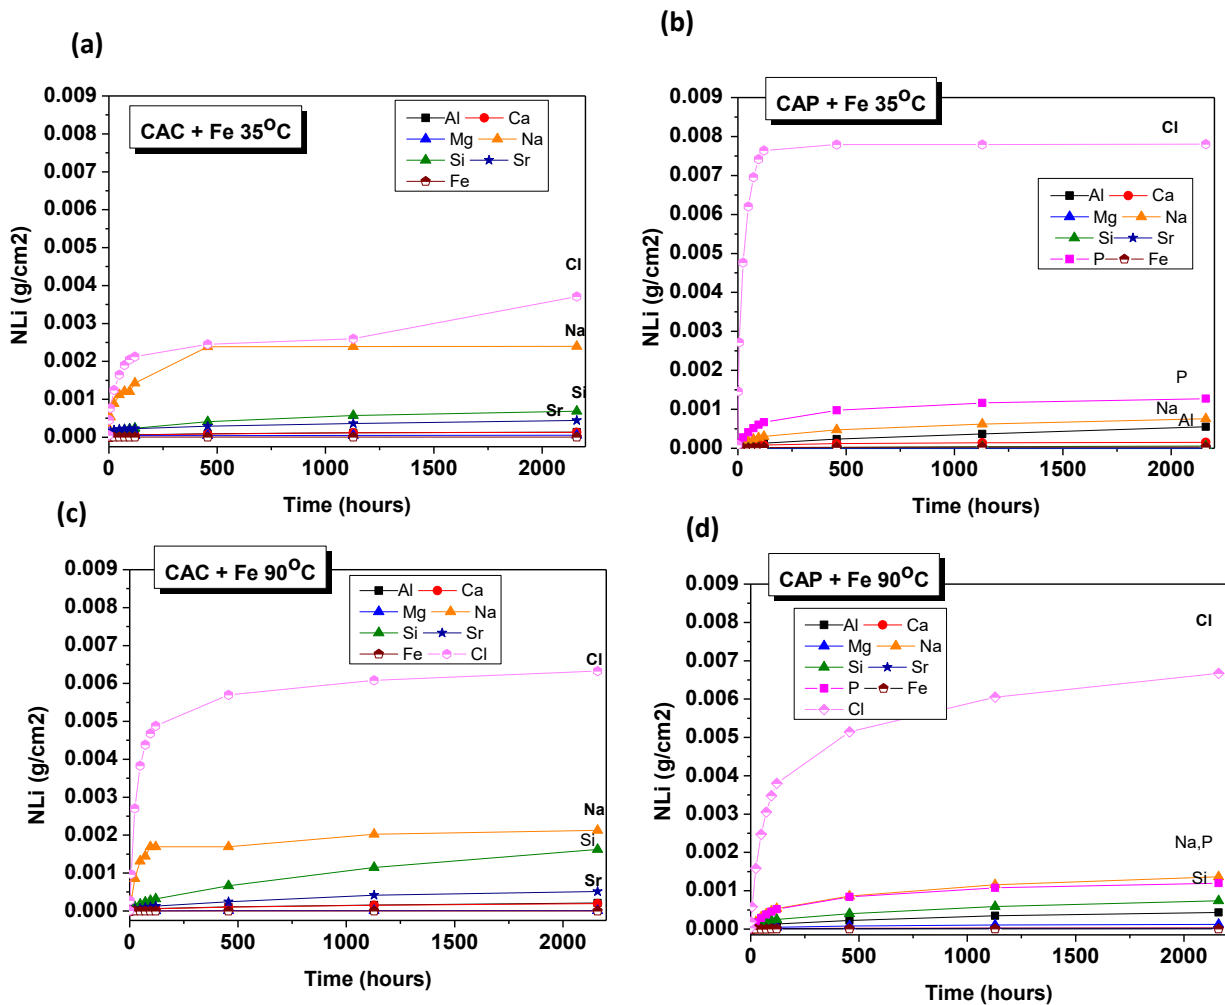 (a)
CAC + Fe 35°C
Al Ca
Mg Na
Si Sr
Fe
0.009
0.008
0.007
0.006
0.005
0.004
0.003
0.002
0.001
0.000
NLi (g/cm2)
Cl
Na
Si
Sr
0 500 1000 1500 2000
Time (hours)
(b)
CAP + Fe 35°C
Cl
Al Ca
Mg Na
Si Sr
P Fe
0.009
0.008
0.007
0.006
0.005
0.004
0.003
0.002
0.001
0.000
NLi (g/cm2)
P
Na
Al
0 500 1000 1500 2000
Time (hours)
(c)
CAC + Fe 90°C
Al Ca
Mg Na
Si Sr
Fe Cl
0.009
0.008
0.007
0.006
0.005
0.004
0.003
0.002
0.001
0.000
NLi (g/cm2)
Cl
Na
Si
Sr
0 500 1000 1500 2000
Time (hours)
(d)
CAP + Fe 90°C
Al Ca
Mg Na
Si Sr
P Fe
Cl
Cl
0.009
0.008
0.007
0.006
0.005
0.004
0.003
0.002
0.001
0.000
NLi (g/cm2)
Na,P
Si
0 500 1000 1500 2000
Time (hours)